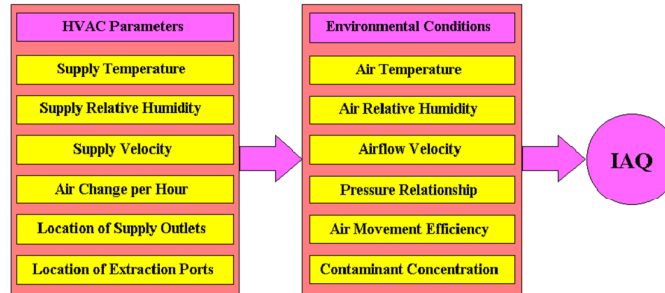 HVAC Parameters
Supply Temperature
Supply Relative Humidity
Supply Velocity
Air Change per Hour
Location of Supply Outlets
Location of Extraction Ports
Environmental Conditions
Air Temperature
Air Relative Humidity
Airflow Velocity
Pressure Relationship
Air Movement Efficiency
Contaminant Concentration
IAQ